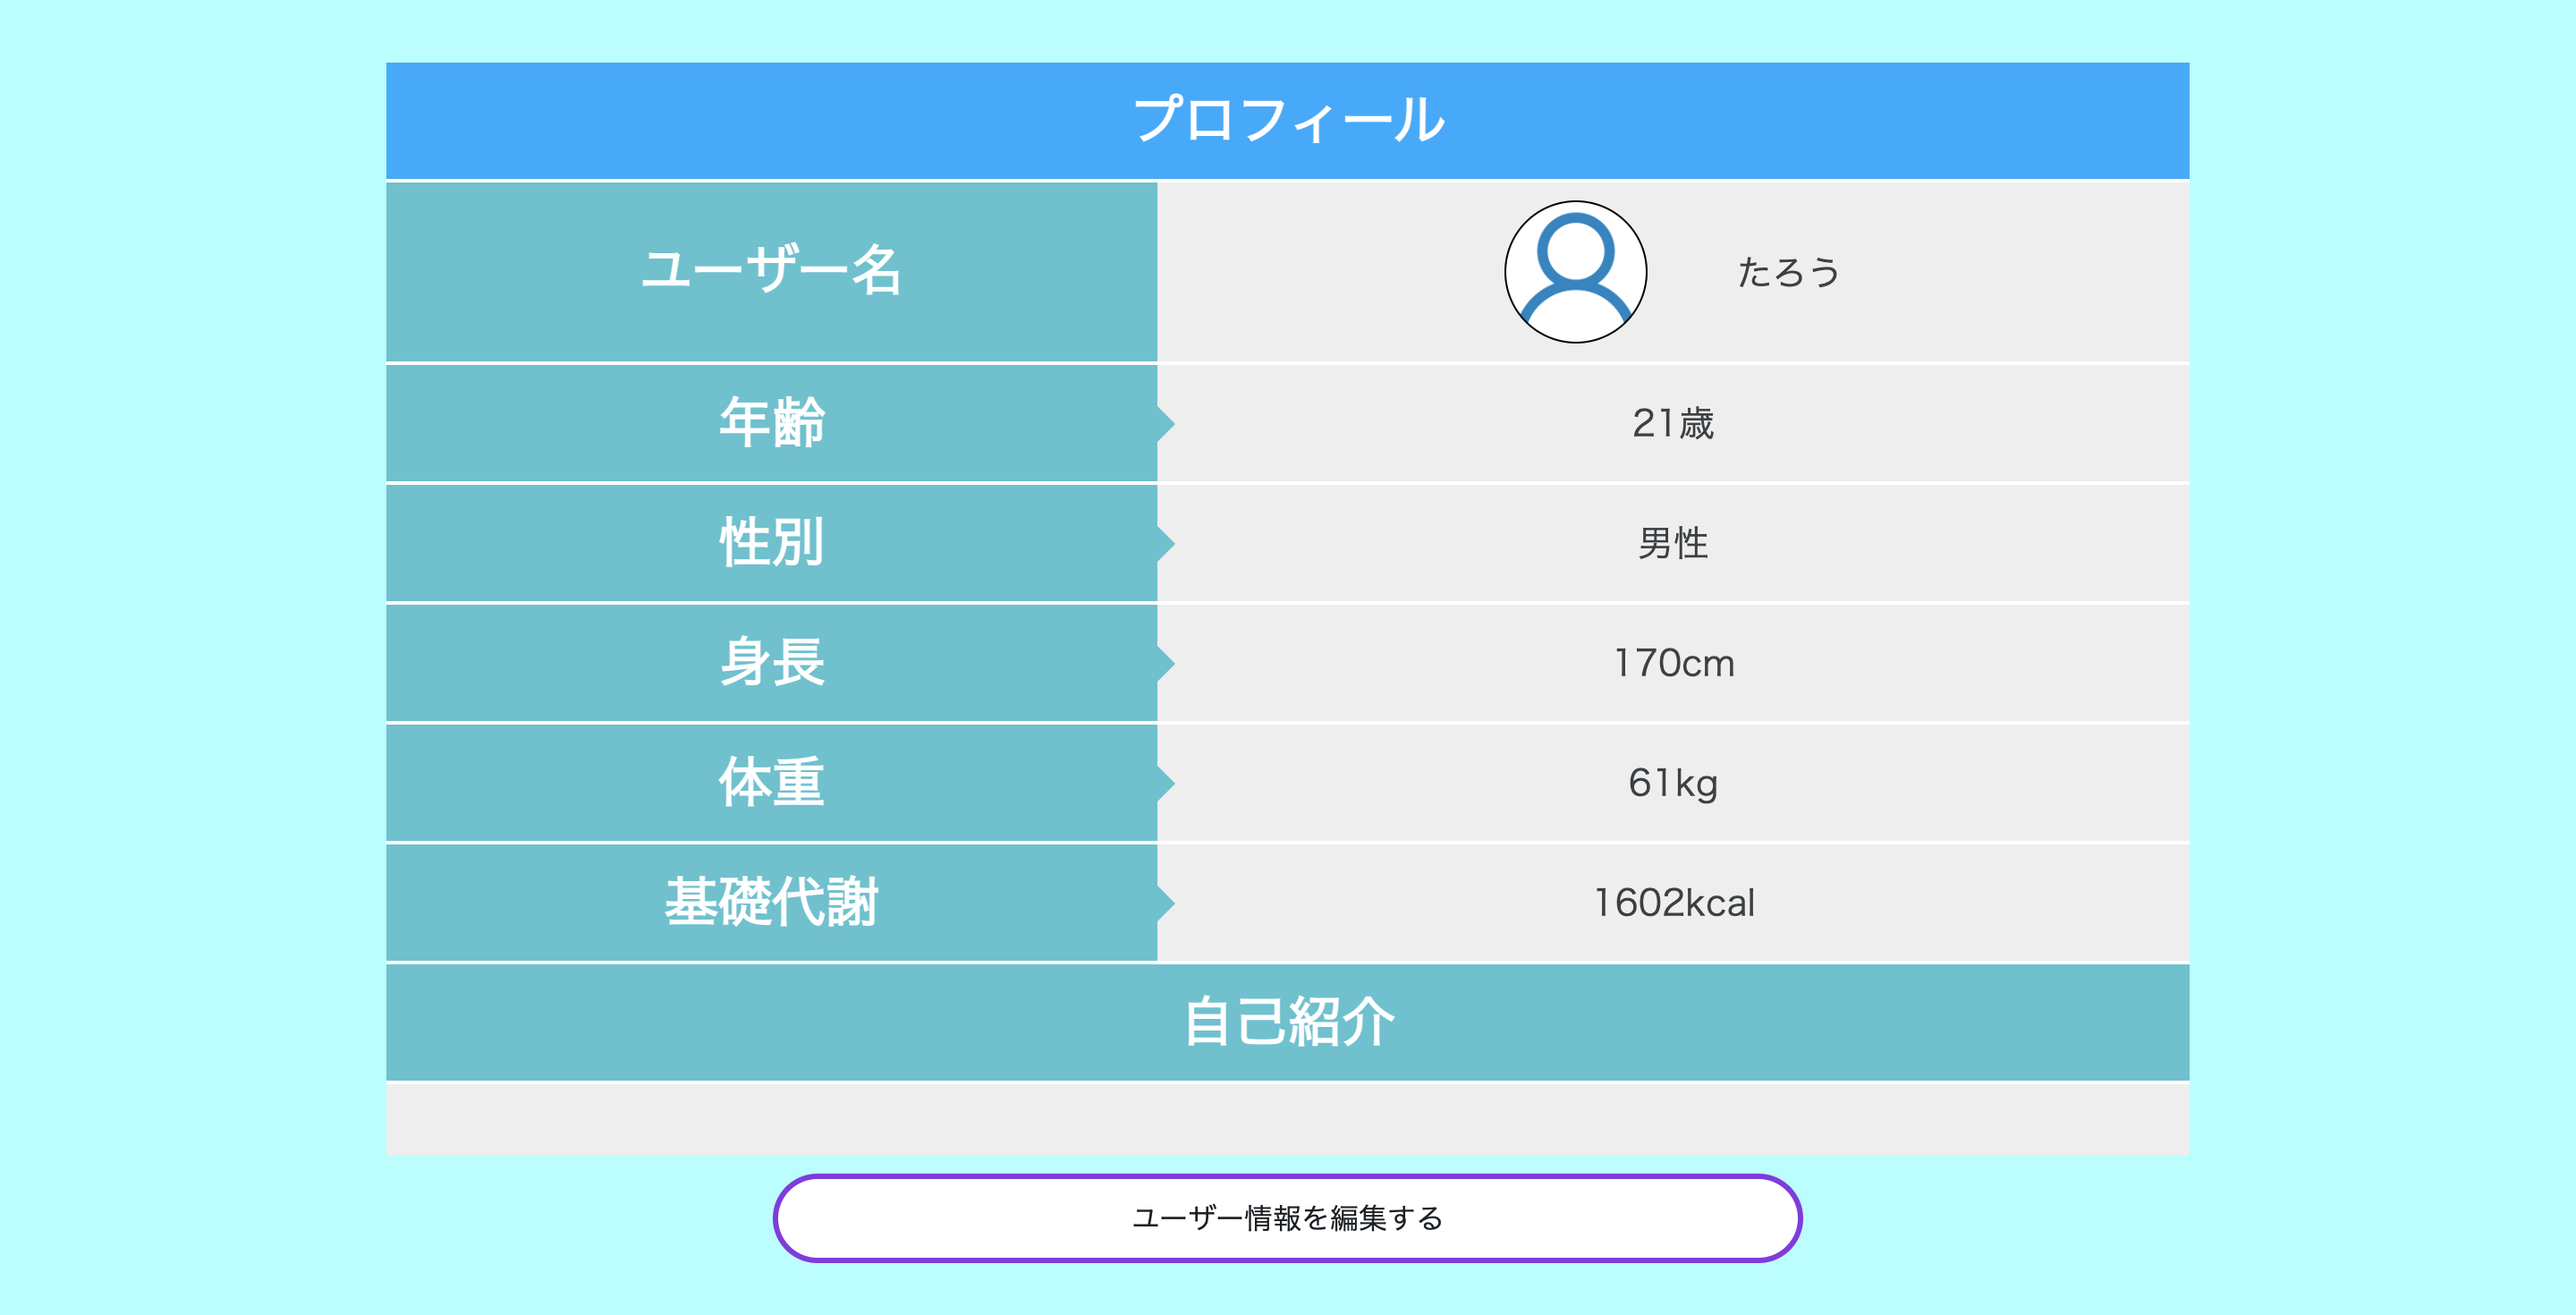 プロフィール
ユーザー名 たろう
年齢 21歳
性別 男性
身長 170cm
体重 61kg
基礎代謝 1602kcal
自己紹介
ユーザー情報を編集する